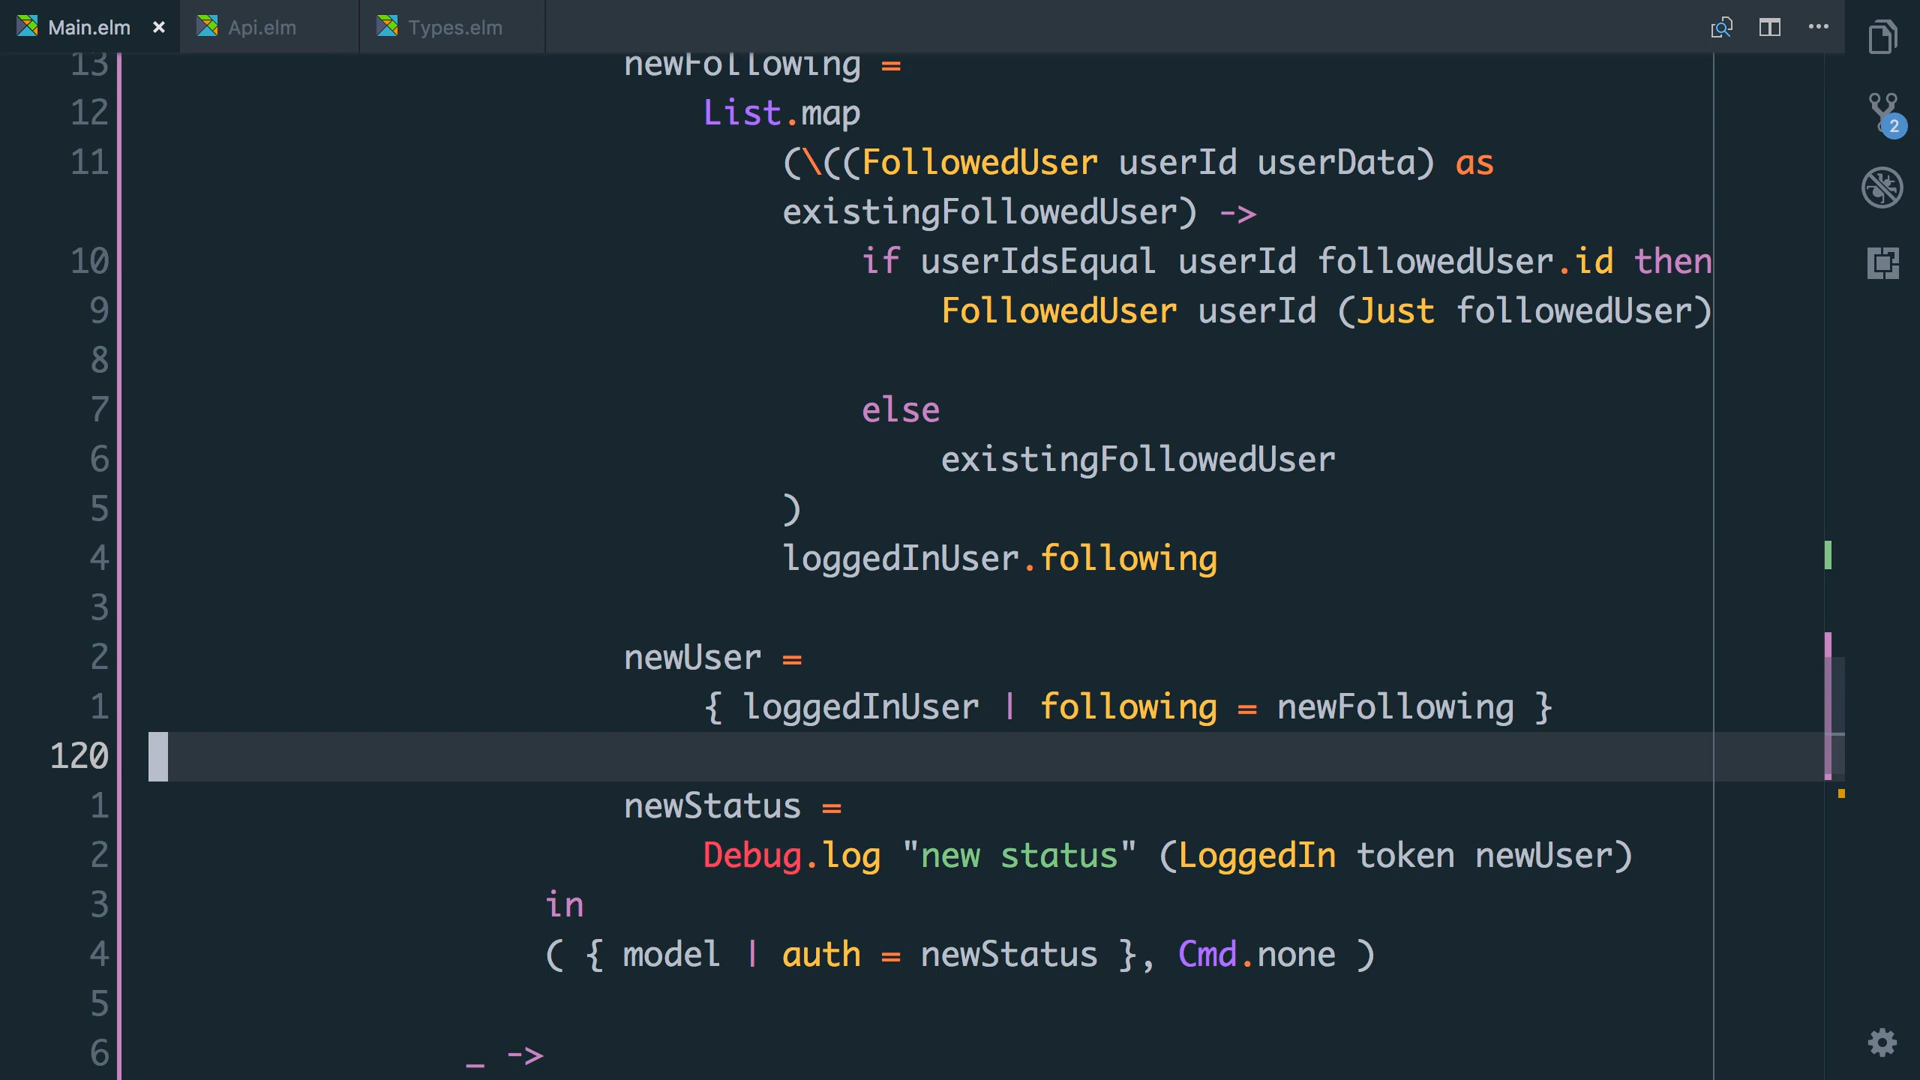 Main.elm × Api.elm Types.elm
13 newFollowing =
12 List.map
11 (\((FollowedUser userId userData) as
existingFollowedUser) ->
10 if userIdsEqual userId followedUser.id then
9 FollowedUser userId (Just followedUser)
8
7 else
6 existingFollowedUser
5 )
4 loggedInUser.following
3
2 newUser =
1 { loggedInUser | following = newFollowing }
120
1 newStatus =
2 Debug.log "new status" (LoggedIn token newUser)
3 in
4 ( { model | auth = newStatus }, Cmd.none )
5
6 _ ->
2